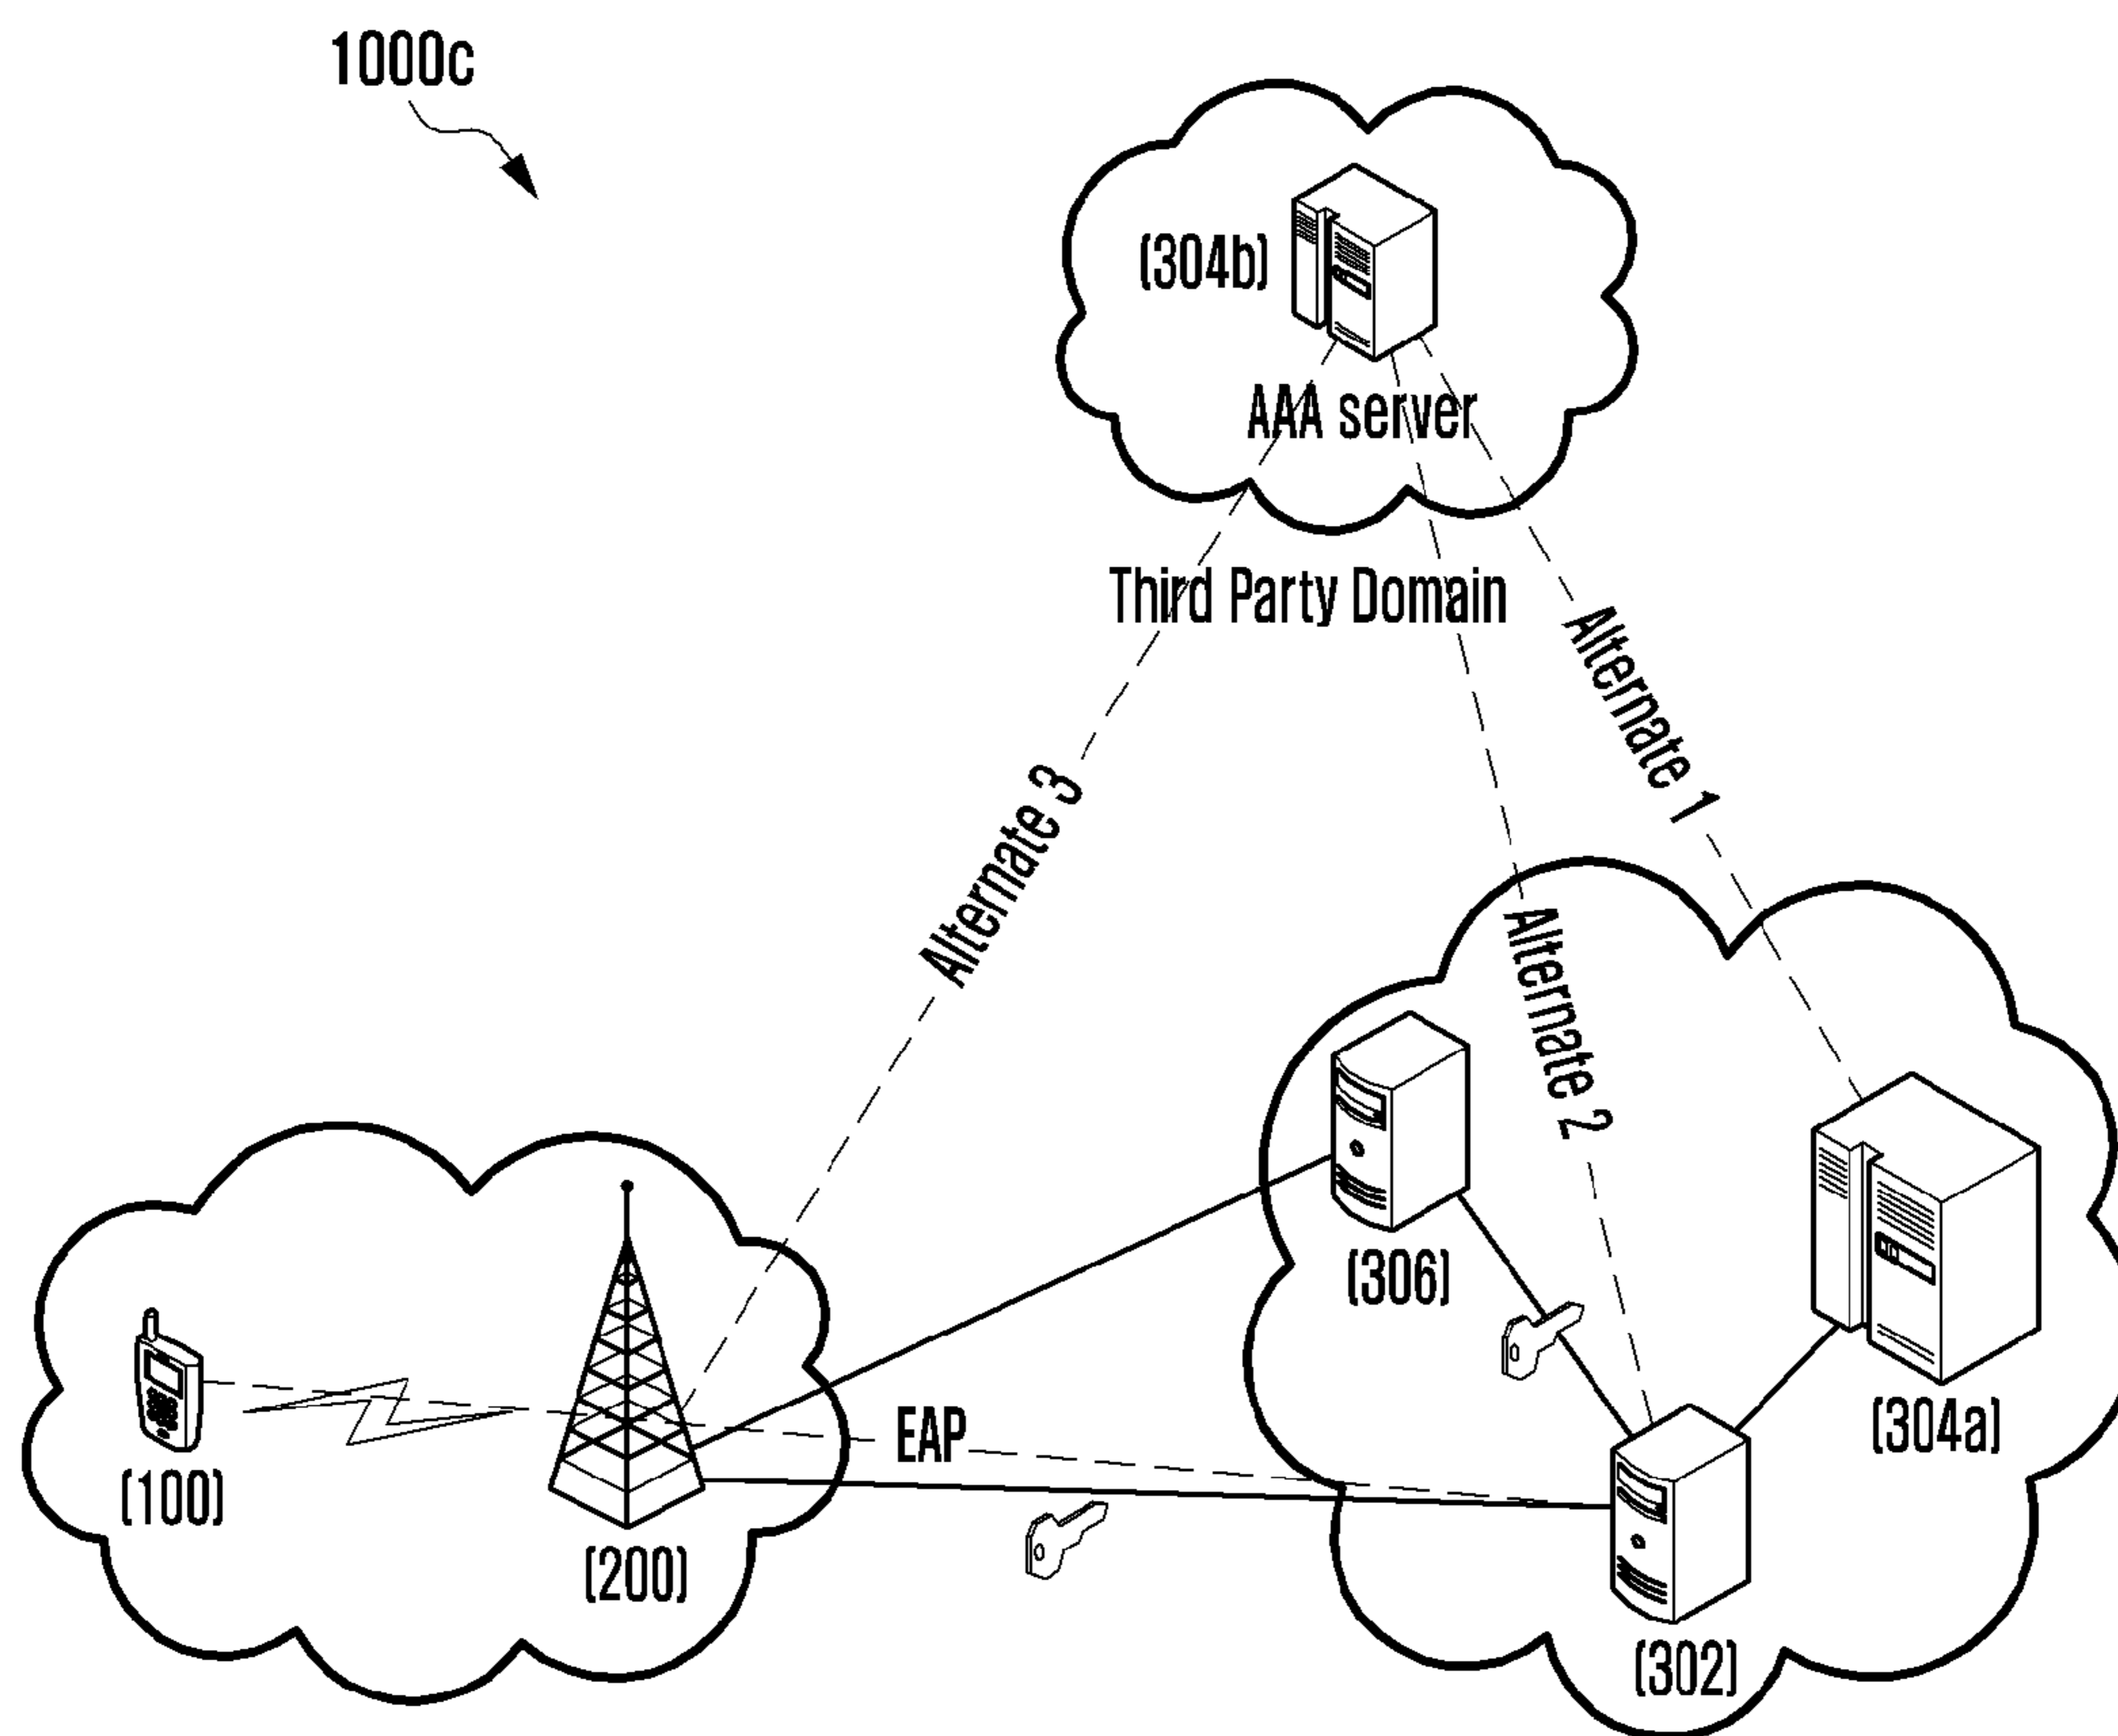 1000c
(304b)
AAA server
Third Party Domain
Alternate 1
Alternate 3
Alternate 2
(306)
(304a)
EAP
(100)
(200)
(302)